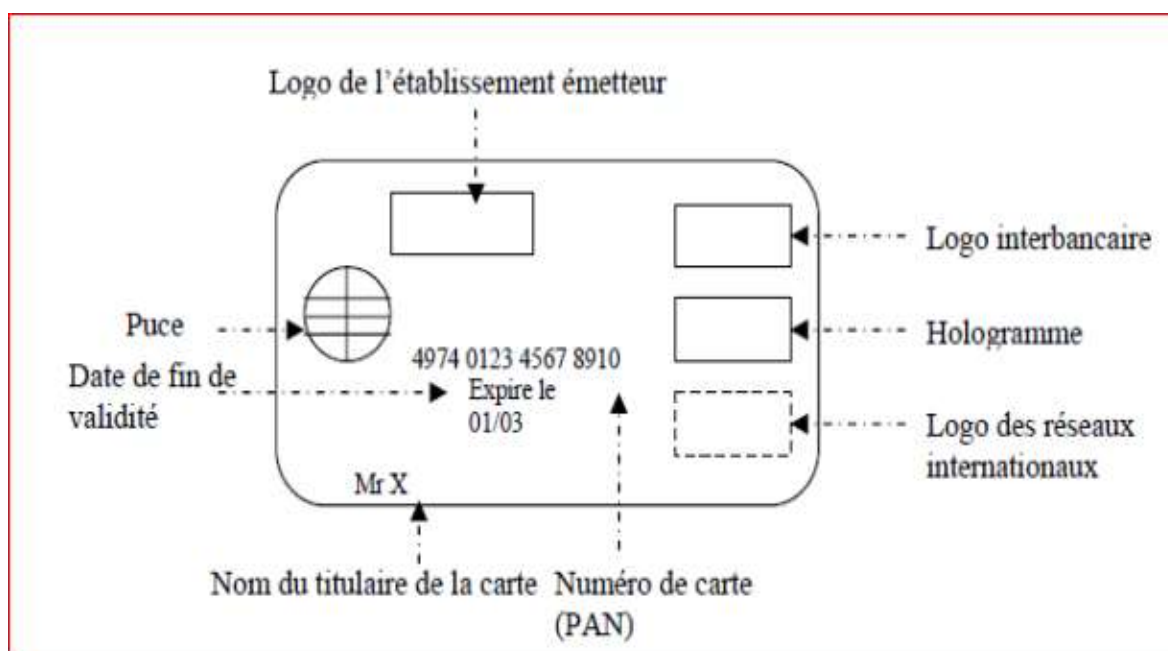 Logo de l’établissement émetteur
Logo interbancaire
Puce
Hologramme
4974 0123 4567 8910
Date de fin de
validité
Expire le
01/03
Logo des réseaux
internationaux
Mr X
Nom du titulaire de la carte
Numéro de carte
(PAN)